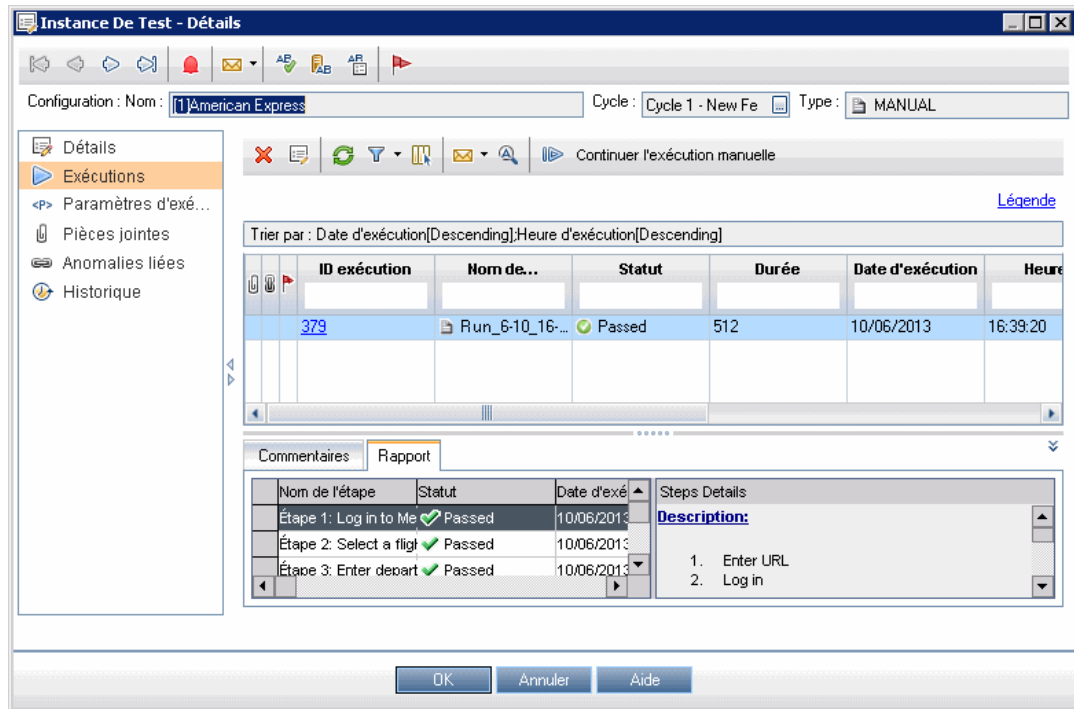 Instance De Test - Détails
Configuration : Nom : [1]American Express Cycle : Cycle 1 - New Fe ... Type : MANUAL
Détails
Exécutions
<P> Paramètres d'exé...
Pièces jointes
Anomalies liées
Historique
Continuer l'exécution manuelle
Légende
Trier par : Date d'exécution[Descending];Heure d'exécution[Descending]
ID exécution Nom de... Statut Durée Date d'exécution Heure
379 Run_6-10_16-... Passed 512 10/06/2013 16:39:20
Commentaires Rapport
Nom de l'étape Statut Date d'exé Steps Details
Étape 1: Log in to Me Passed 10/06/2013 Description:
Étape 2: Select a fligh Passed 10/06/2013 1. Enter URL
Étape 3: Enter depart Passed 10/06/2013 2. Log in
OK Annuler Aide